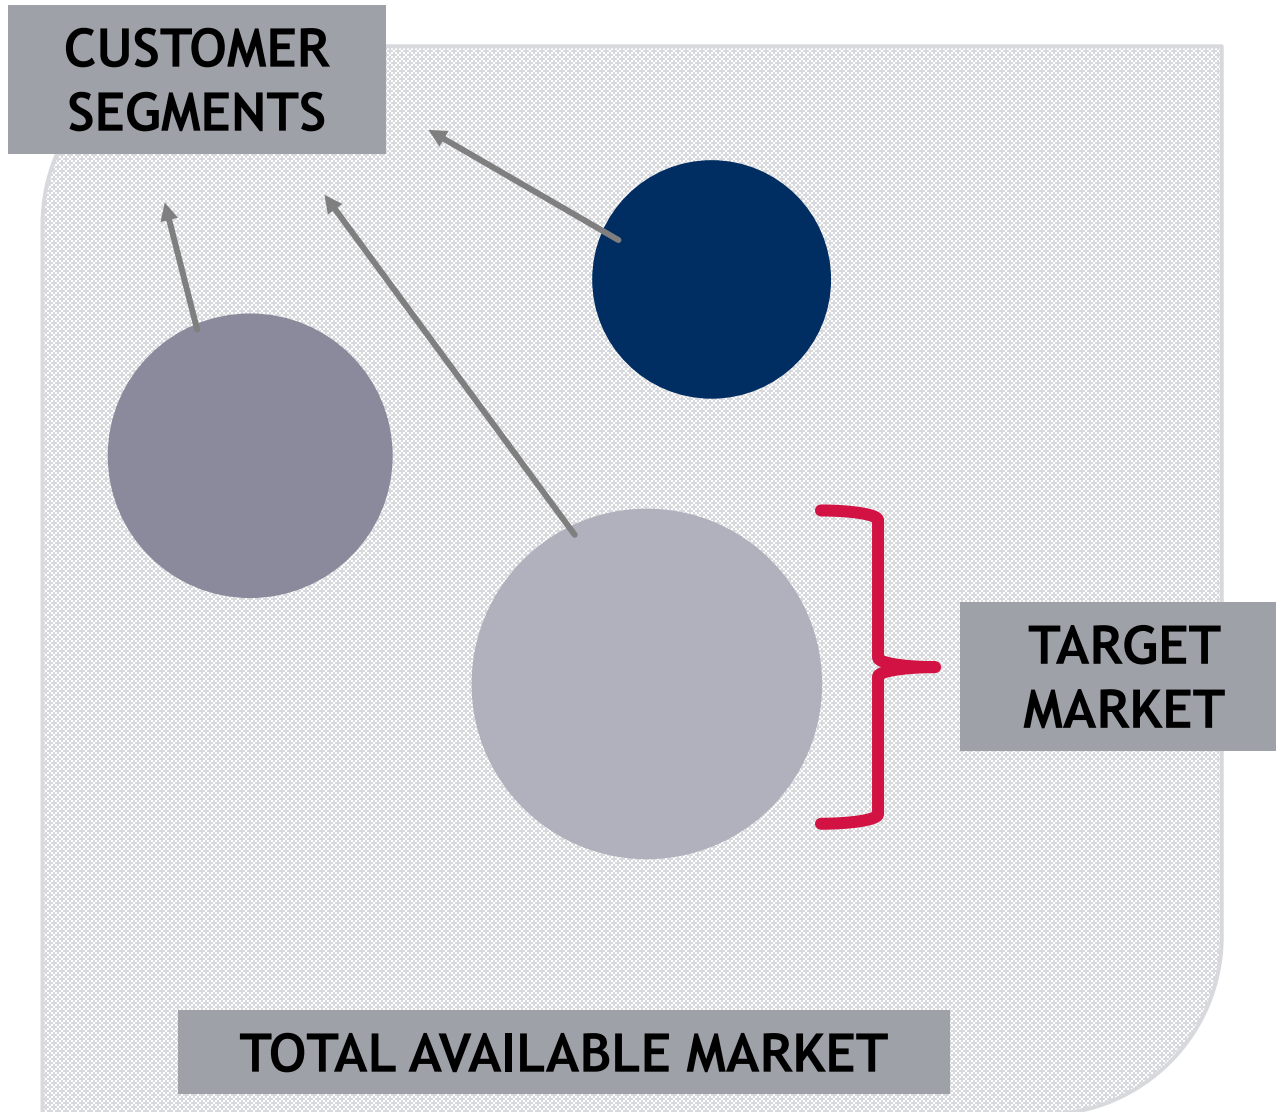 CUSTOMER
SEGMENTS
TARGET
MARKET
TOTAL AVAILABLE MARKET